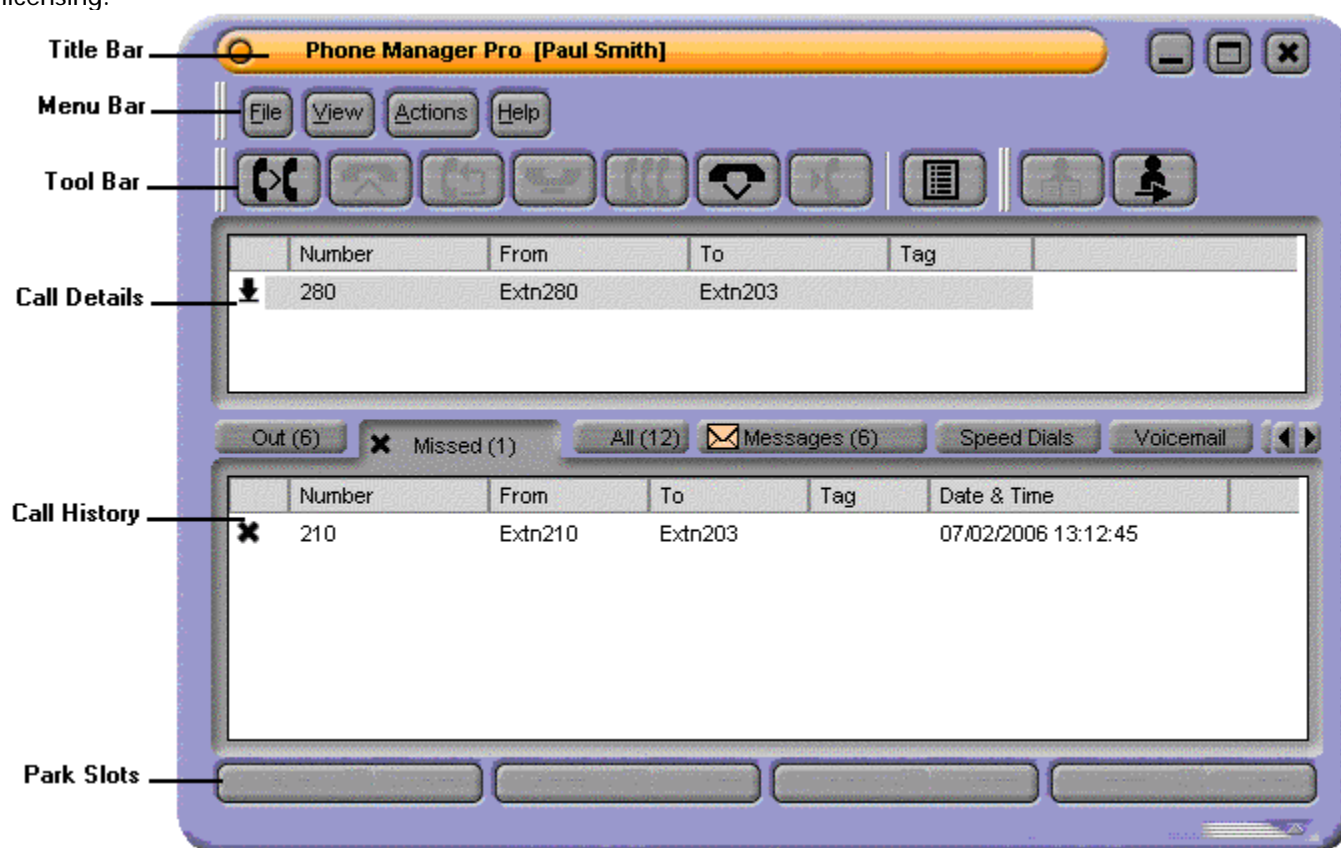 licensing.
Title Bar
Phone Manager Pro [Paul Smith]
Menu Bar
File View Actions Help
Tool Bar
Number From To Tag
Call Details
280 Extn280 Extn203
Out (6) Missed (1) All (12) Messages (6) Speed Dials Voicemail
Number From To Tag Date & Time
Call History
210 Extn210 Extn203 07/02/2006 13:12:45
Park Slots